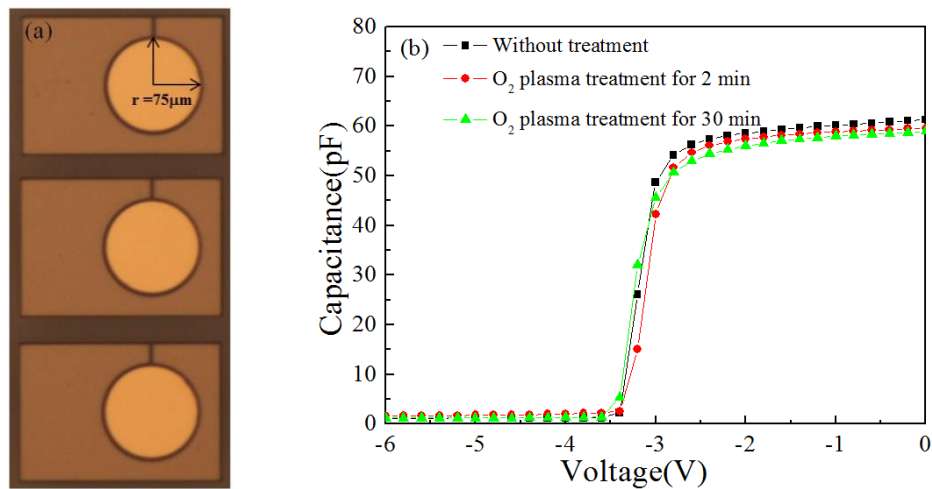 (a)
r =75μm
(b)
Without treatment
O₂ plasma treatment for 2 min
O₂ plasma treatment for 30 min
Capacitance(pF)
80
70
60
50
40
30
20
10
0
-6 -5 -4 -3 -2 -1 0
Voltage(V)